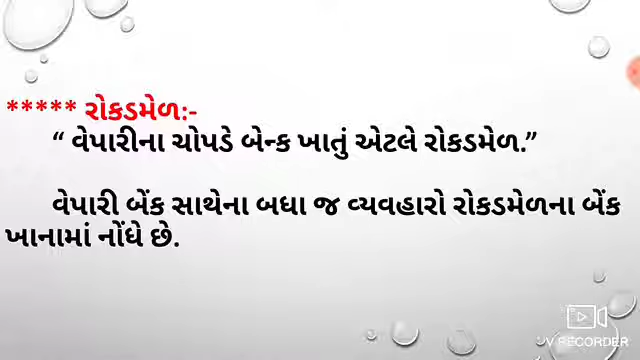 ***** રોકડમેળ:-
“ વેપારીના ચોપડે બેન્ક ખાતું એટલે રોકડમેળ.”
વેપારી બેંક સાથેના બધા જ વ્યવહારો રોકડમેળના બેંક
ખાનામાં નોંધે છે.
V RECORDER